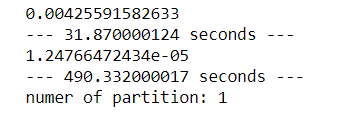 0.00425591582633
--- 31.870000124 seconds ---
1.24766472434e-05
--- 490.332000017 seconds ---
numer of partition: 1